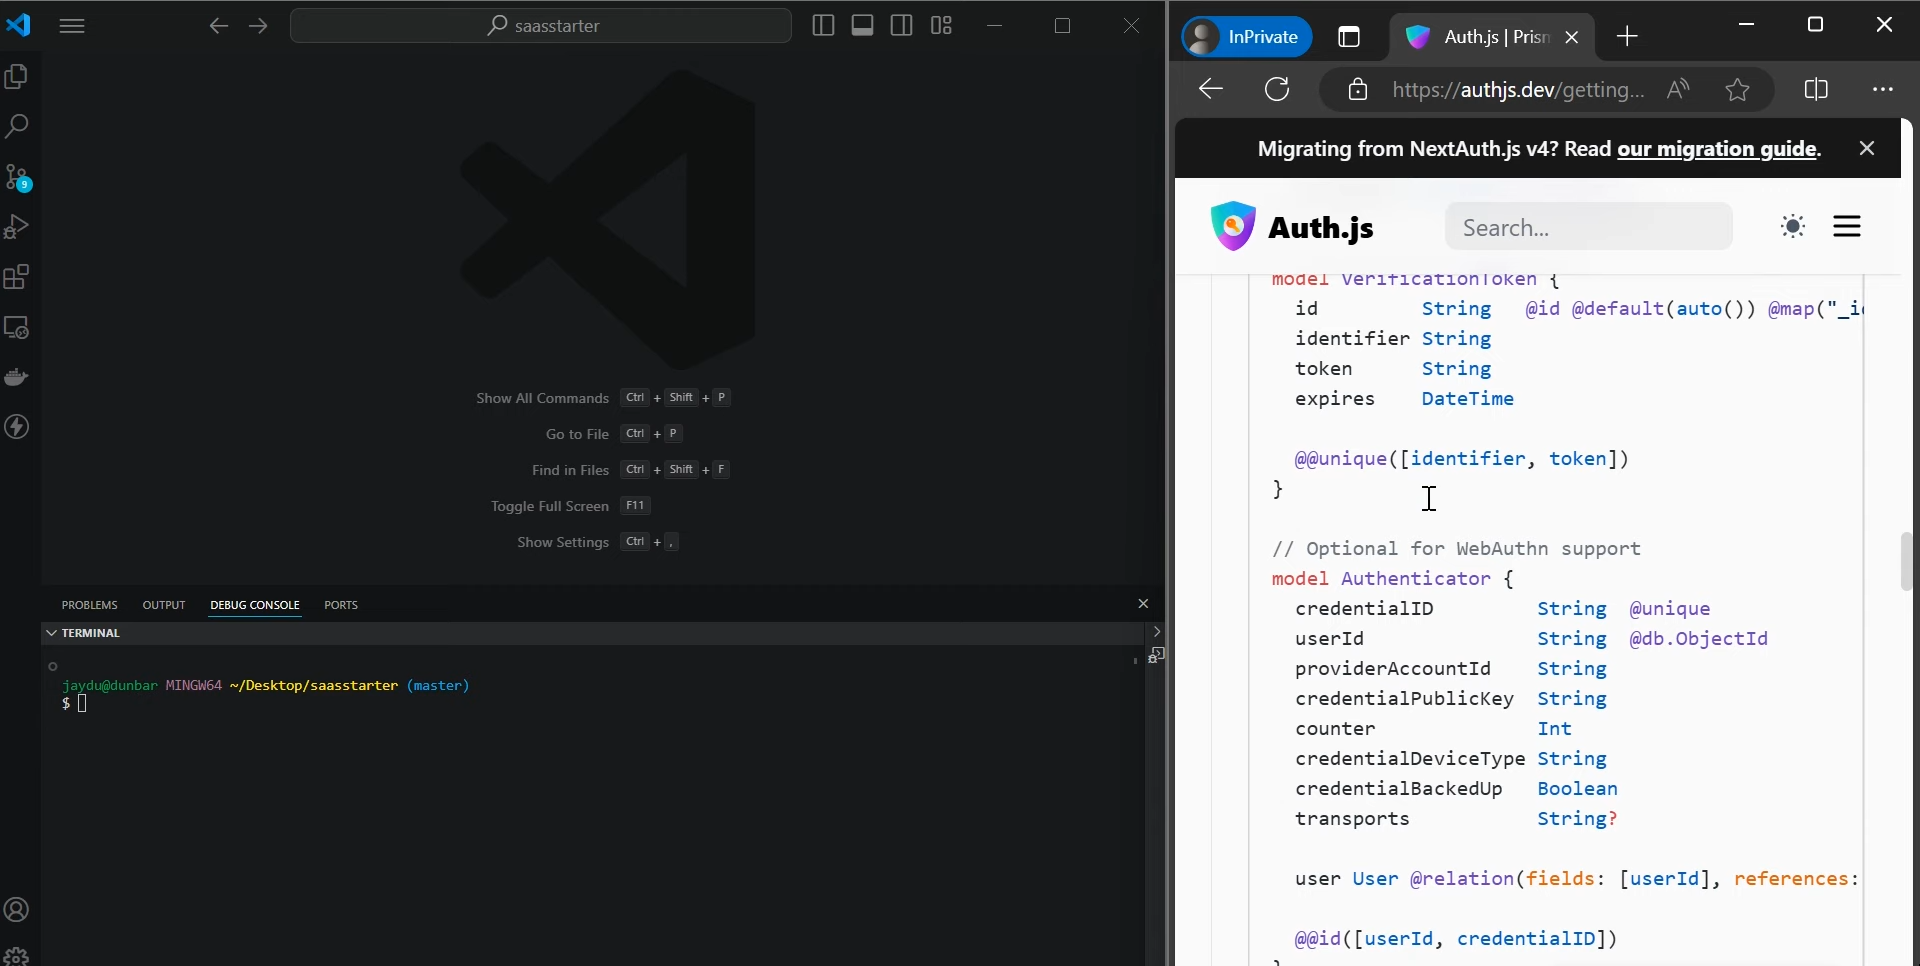 saasstarter
9
Show All Commands Ctrl + Shift + P
Go to File Ctrl + P
Find in Files Ctrl + Shift + F
Toggle Full Screen F11
Show Settings Ctrl + ,
PROBLEMS OUTPUT DEBUG CONSOLE PORTS
TERMINAL
jaydu@dunbar MINGW64 ~/Desktop/saasstarter (master)
$
InPrivate
Auth.js | Prisn
https://authjs.dev/getting...
Migrating from NextAuth.js v4? Read our migration guide.
Auth.js
Search...
model VerificationToken {
id String @id @default(auto()) @map("_i
identifier String
token String
expires DateTime
@@unique([identifier, token])
}
// Optional for WebAuthn support
model Authenticator {
credentialID String @unique
userId String @db.ObjectId
providerAccountId String
credentialPublicKey String
counter Int
credentialDeviceType String
credentialBackedUp Boolean
transports String?
user User @relation(fields: [userId], references:
@@id([userId, credentialID])
}